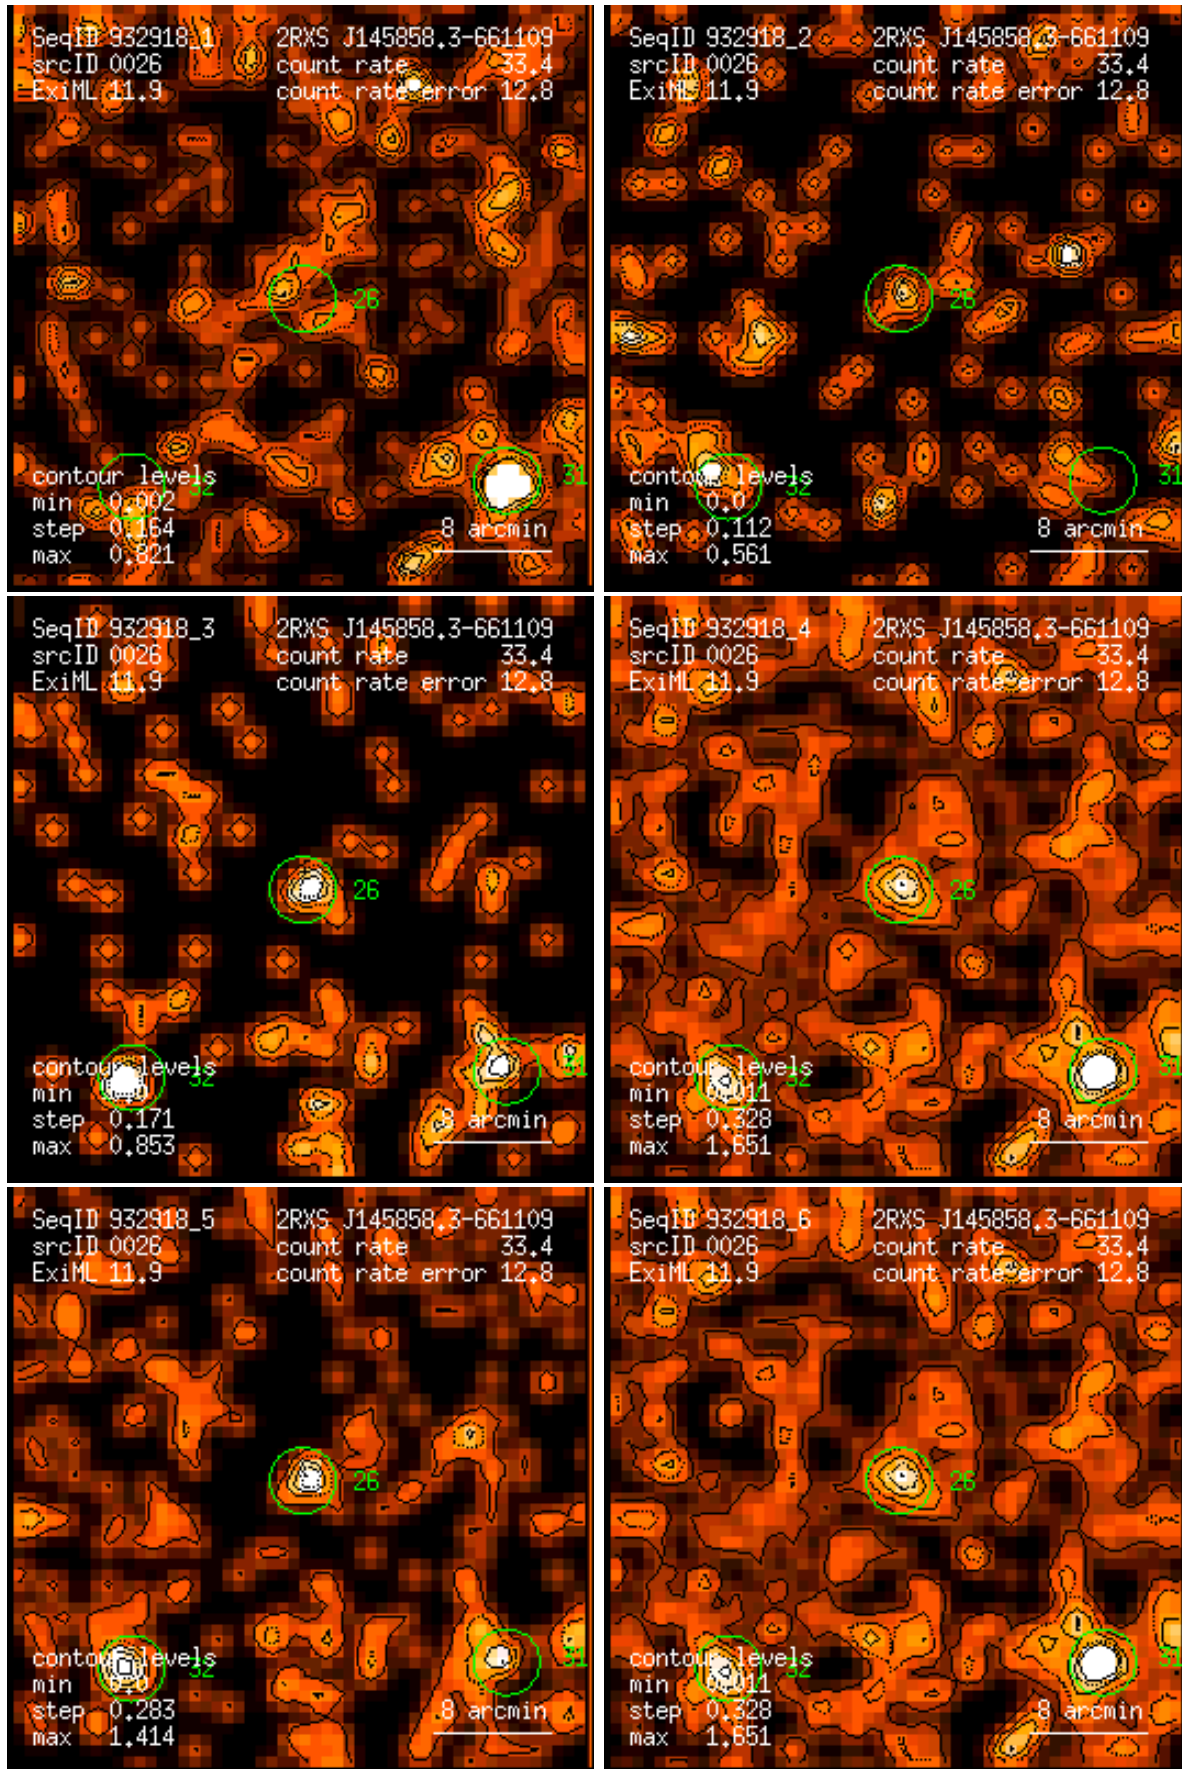 SeqID 932918_1 2RXS J145858.3-661109
srcID 0026 count rate 33.4
ExiML 11.9 count rate error 12.8
26
31
contour levels
32
min 0.002
step 0.164 8 arcmin
max 0.821
SeqID 932918_2 2RXS J145858.3-661109
srcID 0026 count rate 33.4
ExiML 11.9 count rate error 12.8
26
31
contour levels
32
min 0.0
step 0.112 8 arcmin
max 0.561
SeqID 932918_3 2RXS J145858.3-661109
srcID 0026 count rate 33.4
ExiML 11.9 count rate error 12.8
26
31
contour levels
32
min
step 0.171 8 arcmin
max 0.853
SeqID 932918_4 2RXS J145858.3-661109
srcID 0026 count rate 33.4
ExiML 11.9 count rate error 12.8
26
31
contour levels
32
min 0.011
step 0.328 8 arcmin
max 1.651
SeqID 932918_5 2RXS J145858.3-661109
srcID 0026 count rate 33.4
ExiML 11.9 count rate error 12.8
26
31
contour levels
32
min 0.0
step 0.283 8 arcmin
max 1.414
SeqID 932918_6 2RXS J145858.3-661109
srcID 0026 count rate 33.4
ExiML 11.9 count rate error 12.8
26
31
contour levels
32
min 0.011
step 0.328 8 arcmin
max 1.651